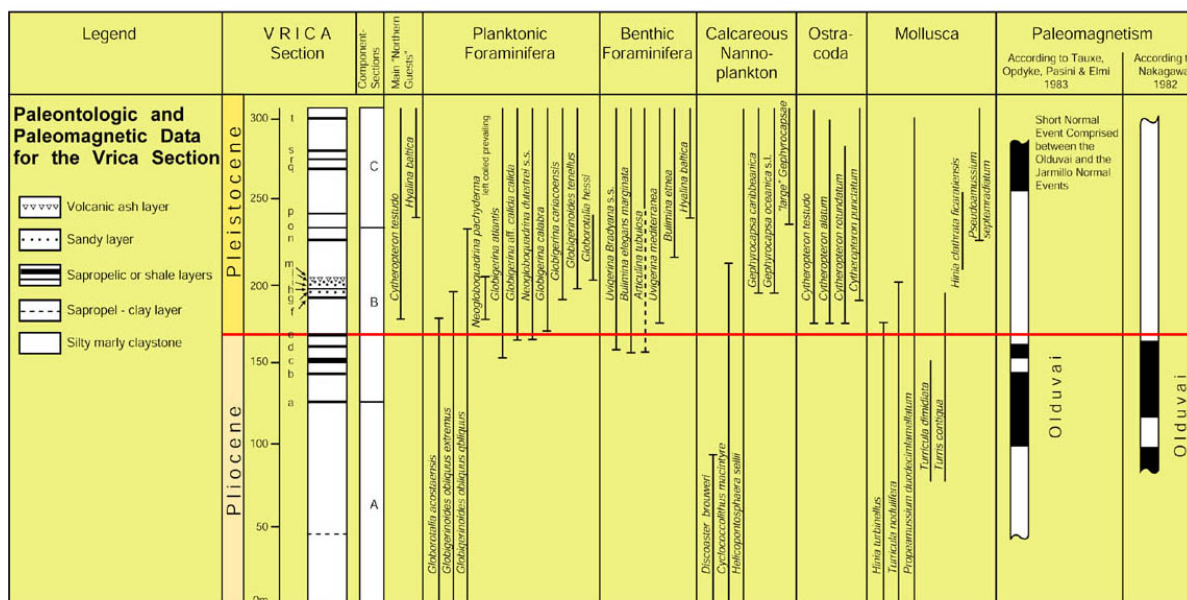 Legend
V R I C A
Section
Component-
Sections
Main "Northern
Guests"
Planktonic
Foraminifera
Benthic
Foraminifera
Calcareous
Nanno-
plankton
Ostra-
coda
Mollusca
Paleomagnetism
According to Tauxe,
Opdyke, Pasini & Elmi
1983
According t
Nakagawa
1982
Paleontologic and
Paleomagnetic Data
for the Vrica Section
Volcanic ash layer
Sandy layer
Sapropelic or shale layers
Sapropel - clay layer
Silty marly claystone
Pleistocene
Pliocene
300
250
200
150
100
50
0m
t
s
r
q
p
o
n
m
l
i
h
g
f
e
d
c
b
a
C
B
A
Cytheropteron testudo
Hyalina baltica
Globorotalia acostaensis
Globigerinoides obliquus extremus
Globigerinoides obliquus obliquus
Neogloboquadrina pachyderma
left coiled prevailing
Globigerina atlantis
Globigerina aff. calida calida
Neogloboquadrina dutertrei s.s.
Globigerina calabra
Globigerina cariacoensis
Globigerinoides tenellus
Globorotalia hessi
Uvigerina Bradyana s.
Bulimina elegans marginata
Articulina tubulosa
Uvigerina mediterranea
Bulimina etnea
Hyalina baltica
Discoaster brouweri
Cyclococcolithus macintyre
Helicopontosphaera sellii
Gephyrocapsa caribbeanica
Gephyrocapsa oceanica s.l.
"large" Gephyrocapsae
Cytheropteron testudo
Cytheropteron alatum
Cytheropteron rotundatum
Cytheropteron punctatum
Hinia turbinellus
Turricula nodulifera
Propeamussium duodecimlamellatum
Turricula dimidiata
Turris contigua
Hinia clathrata ficaratiensis
Pseudoamussium
septemradiatum
Short Normal
Event Comprised
between the
Olduvai and the
Jarmillo Normal
Events
Olduvai
Olduvai